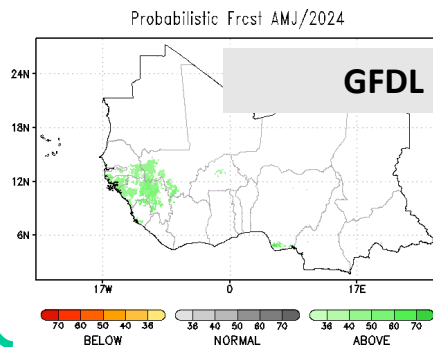 Probabilistic Frcst AMJ/2024
GFDL
24N
18N
12N
6N
17W 0 17E
70 60 50 40 36 36 40 50 60 70 36 40 50 60 70
BELOW NORMAL ABOVE